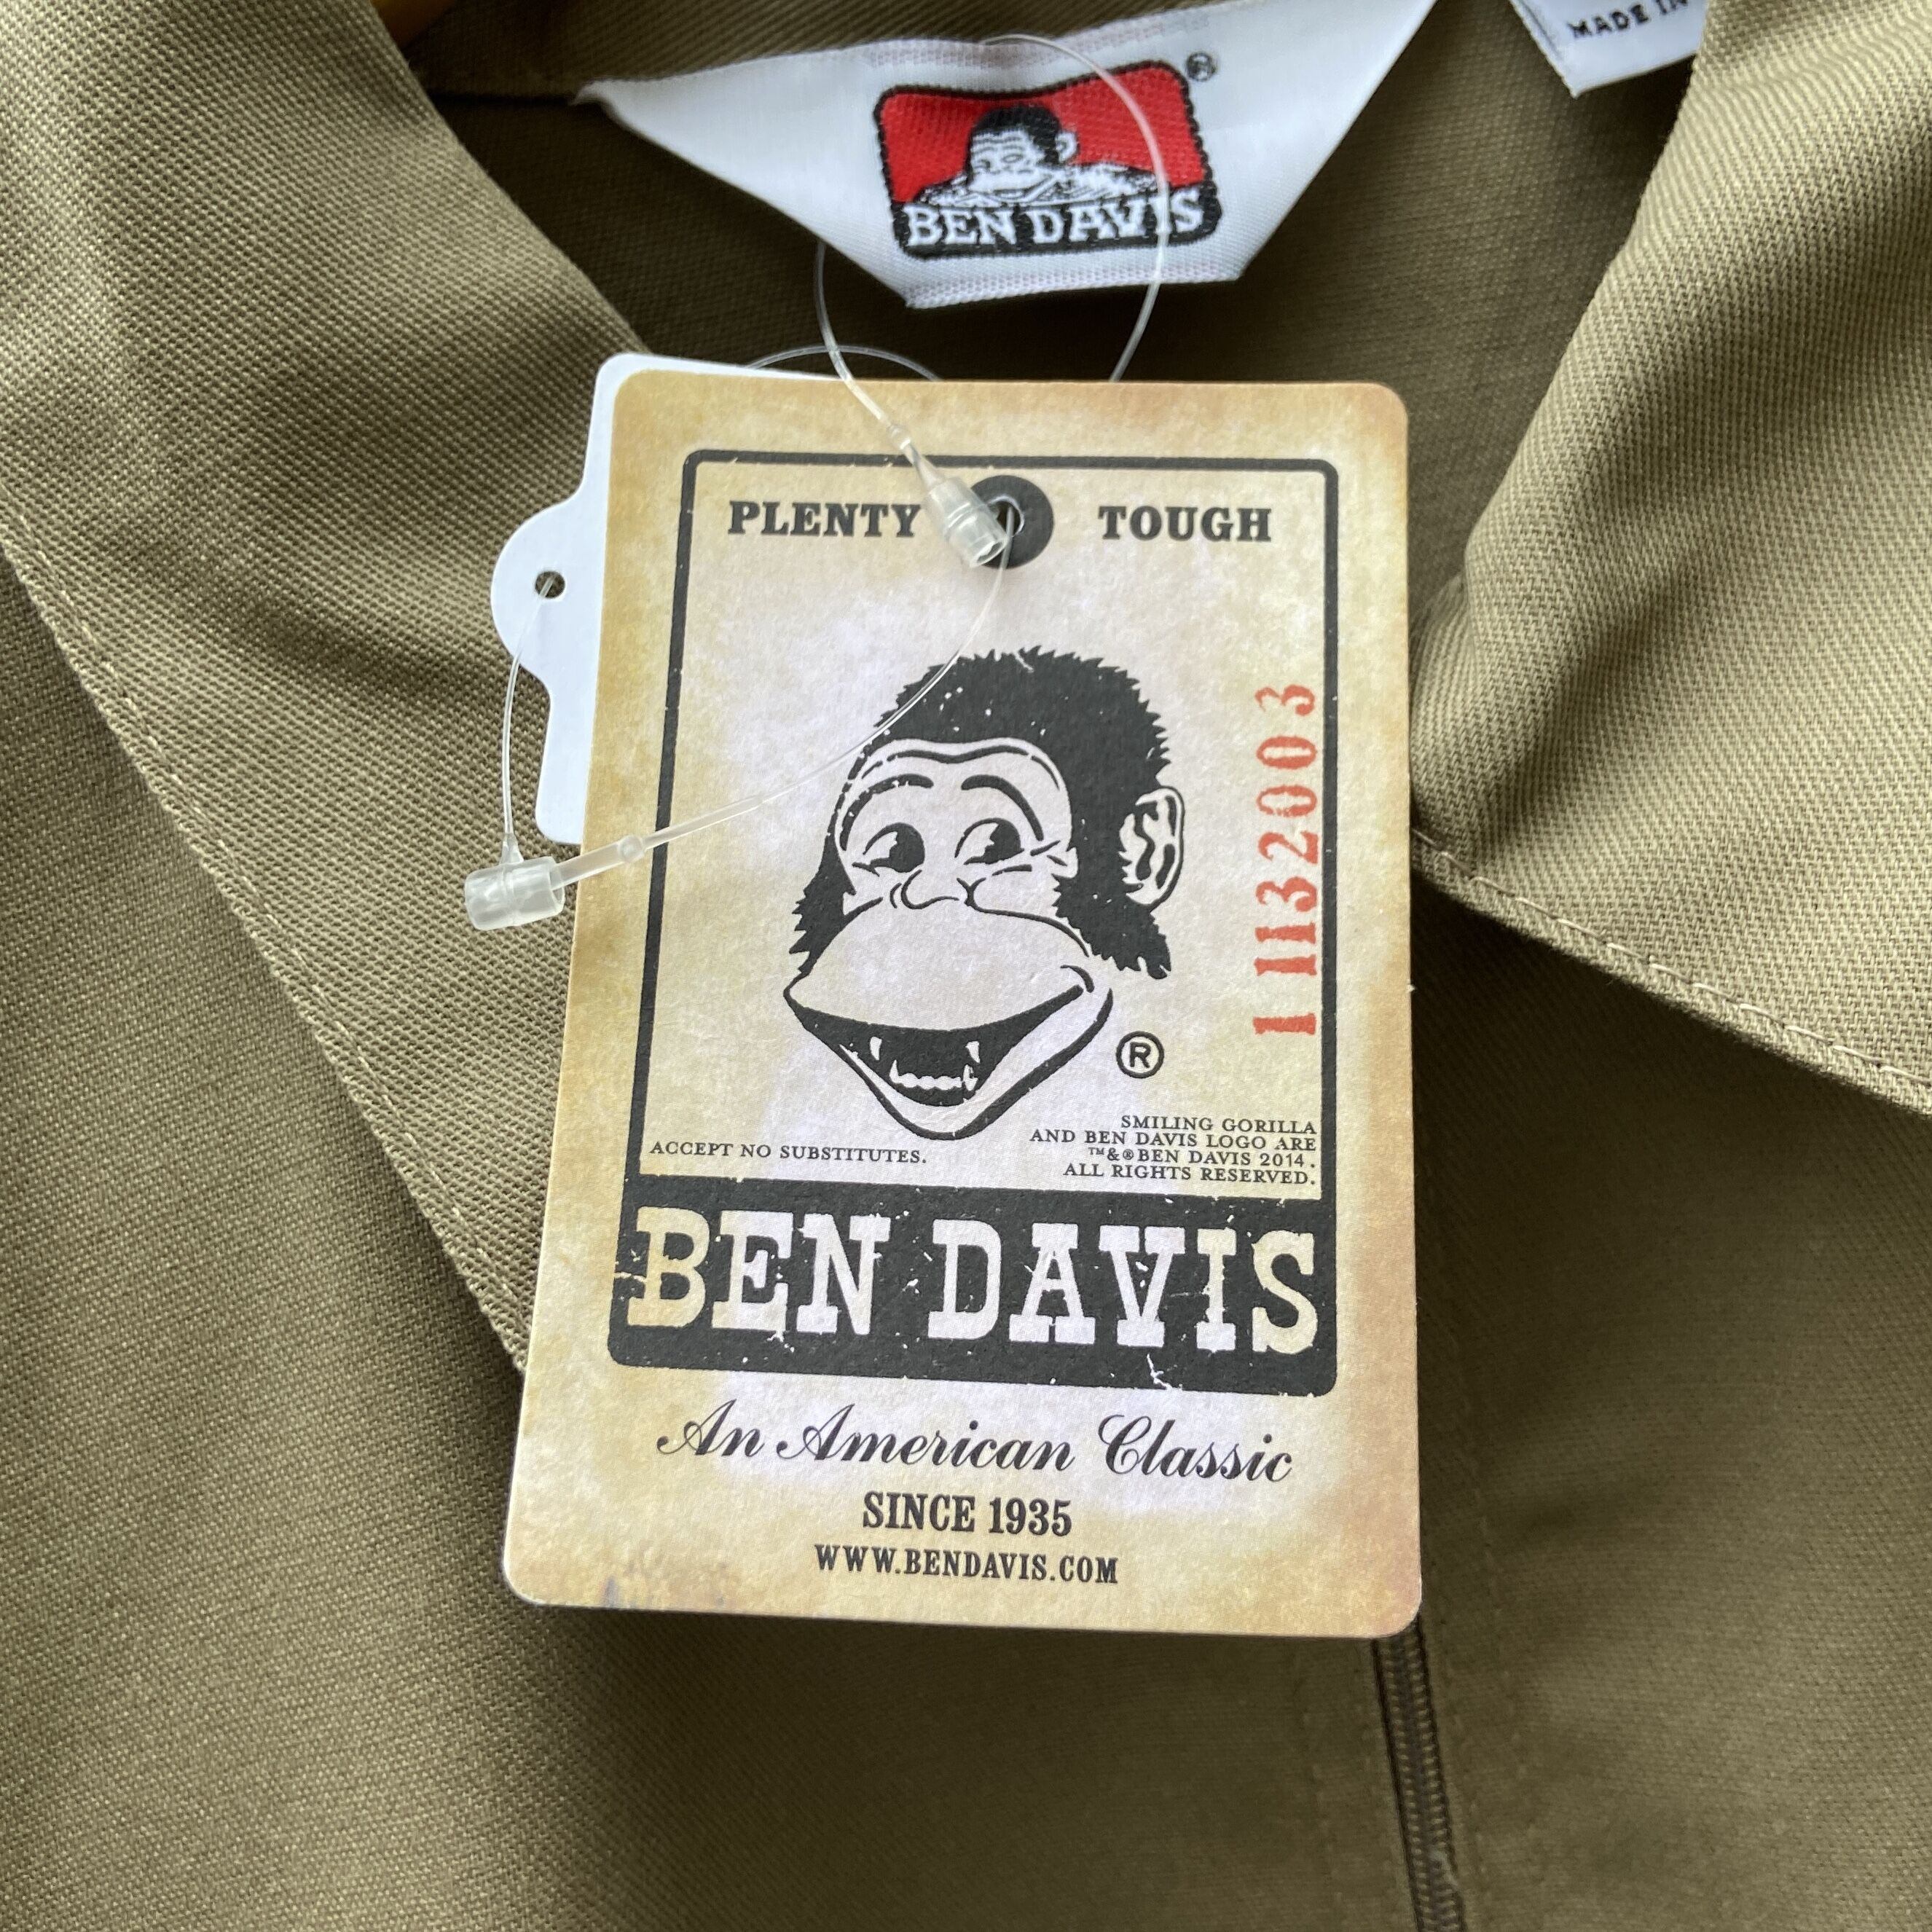 MADE IN
®
BEN DAVIS
PLENTY TOUGH
1 1132003
®
ACCEPT NO SUBSTITUTES.
SMILING GORILLA
AND BEN DAVIS LOGO ARE
™&®BEN DAVIS 2014.
ALL RIGHTS RESERVED.
BEN DAVIS
An American Classic
SINCE 1935
WWW.BENDAVIS.COM